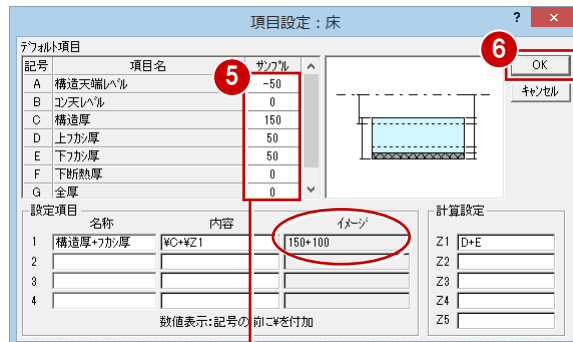 項目設定：床
? ×
ﾃﾞﾌｫﾙﾄ項目
記号 項目名 ｻﾝﾌﾟﾙ
A 構造天端ﾚﾍﾞﾙ -50
B ｺﾝ天ﾚﾍﾞﾙ 0
C 構造厚 150
D 上ﾌｶｼ厚 50
E 下ﾌｶｼ厚 50
F 下断熱厚 0
G 全厚 0
5
6
OK
ｷｬﾝｾﾙ
設定項目
名称 内容 ｲﾒｰｼﾞ
1 構造厚+ﾌｶｼ厚 ¥C+¥Z1 150+100
2
3
4
数値表示:記号の前に¥を付加
計算設定
Z1 D+E
Z2
Z3
Z4
Z5